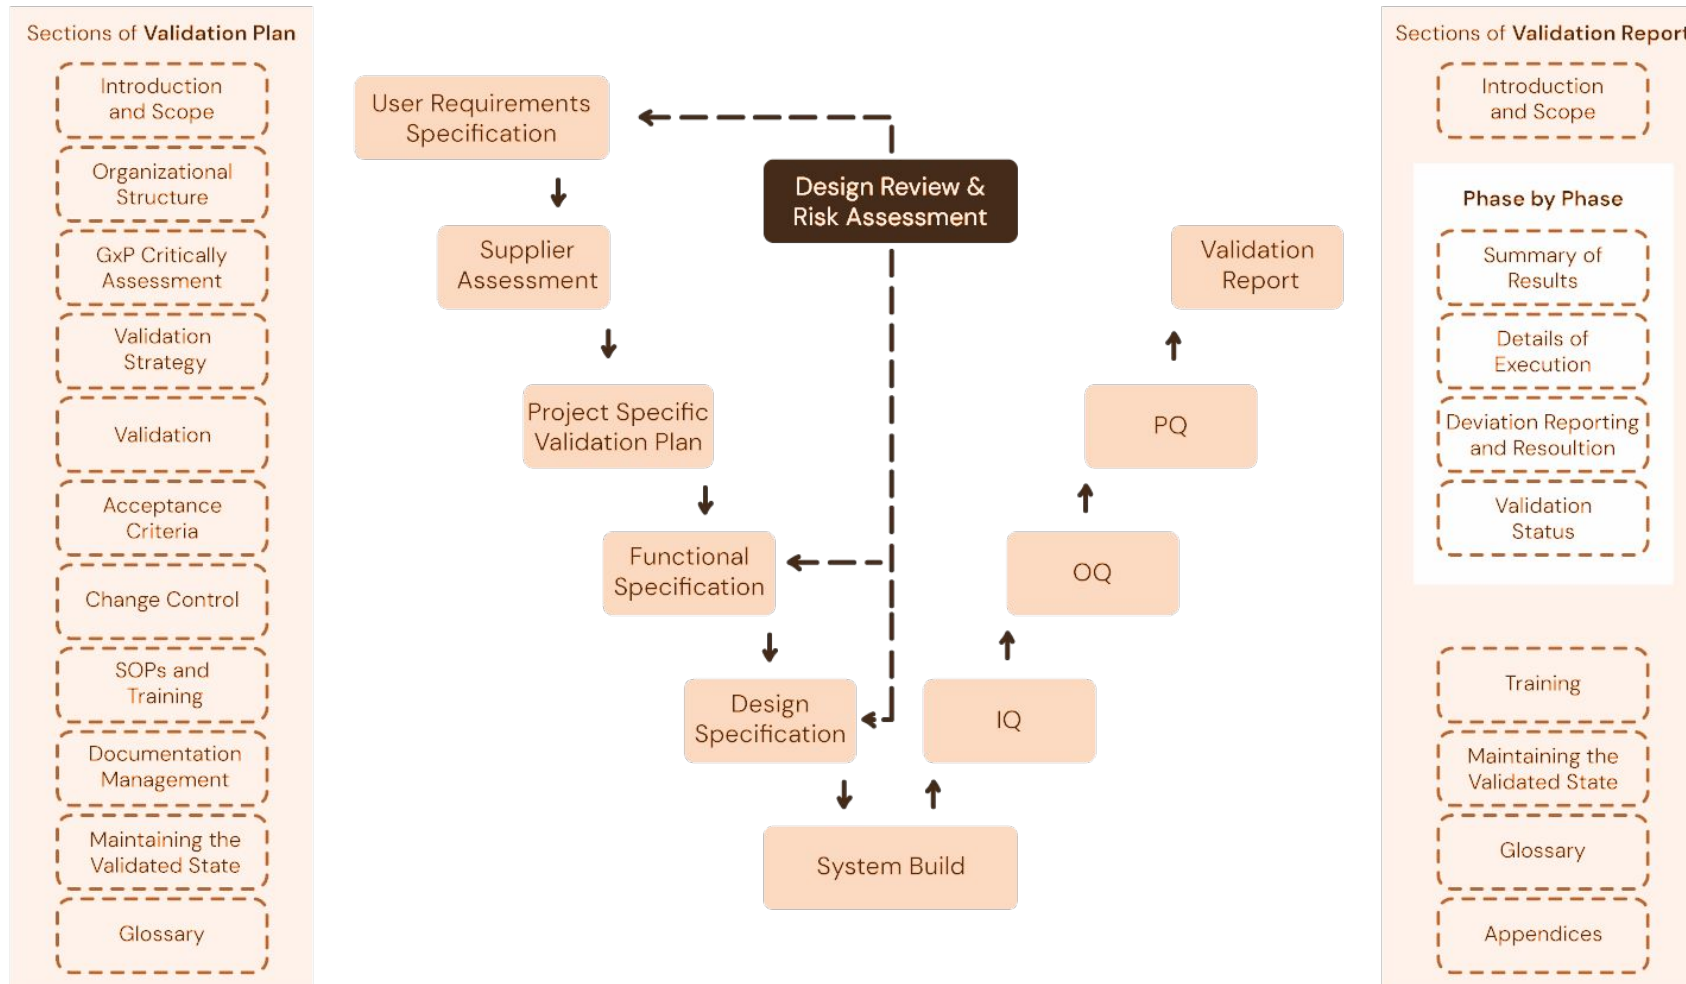 Sections of Validation Plan
Introduction
and Scope
Organizational
Structure
GxP Critically
Assessment
Validation
Strategy
Validation
Acceptance
Criteria
Change Control
SOPs and
Training
Documentation
Management
Maintaining the
Validated State
Glossary
User Requirements
Specification
Design Review &
Risk Assessment
Supplier
Assessment
Project Specific
Validation Plan
Functional
Specification
Design
Specification
System Build
IQ
OQ
PQ
Validation
Report
Sections of Validation Report
Introduction
and Scope
Phase by Phase
Summary of
Results
Details of
Execution
Deviation Reporting
and Resoultion
Validation
Status
Training
Maintaining the
Validated State
Glossary
Appendices